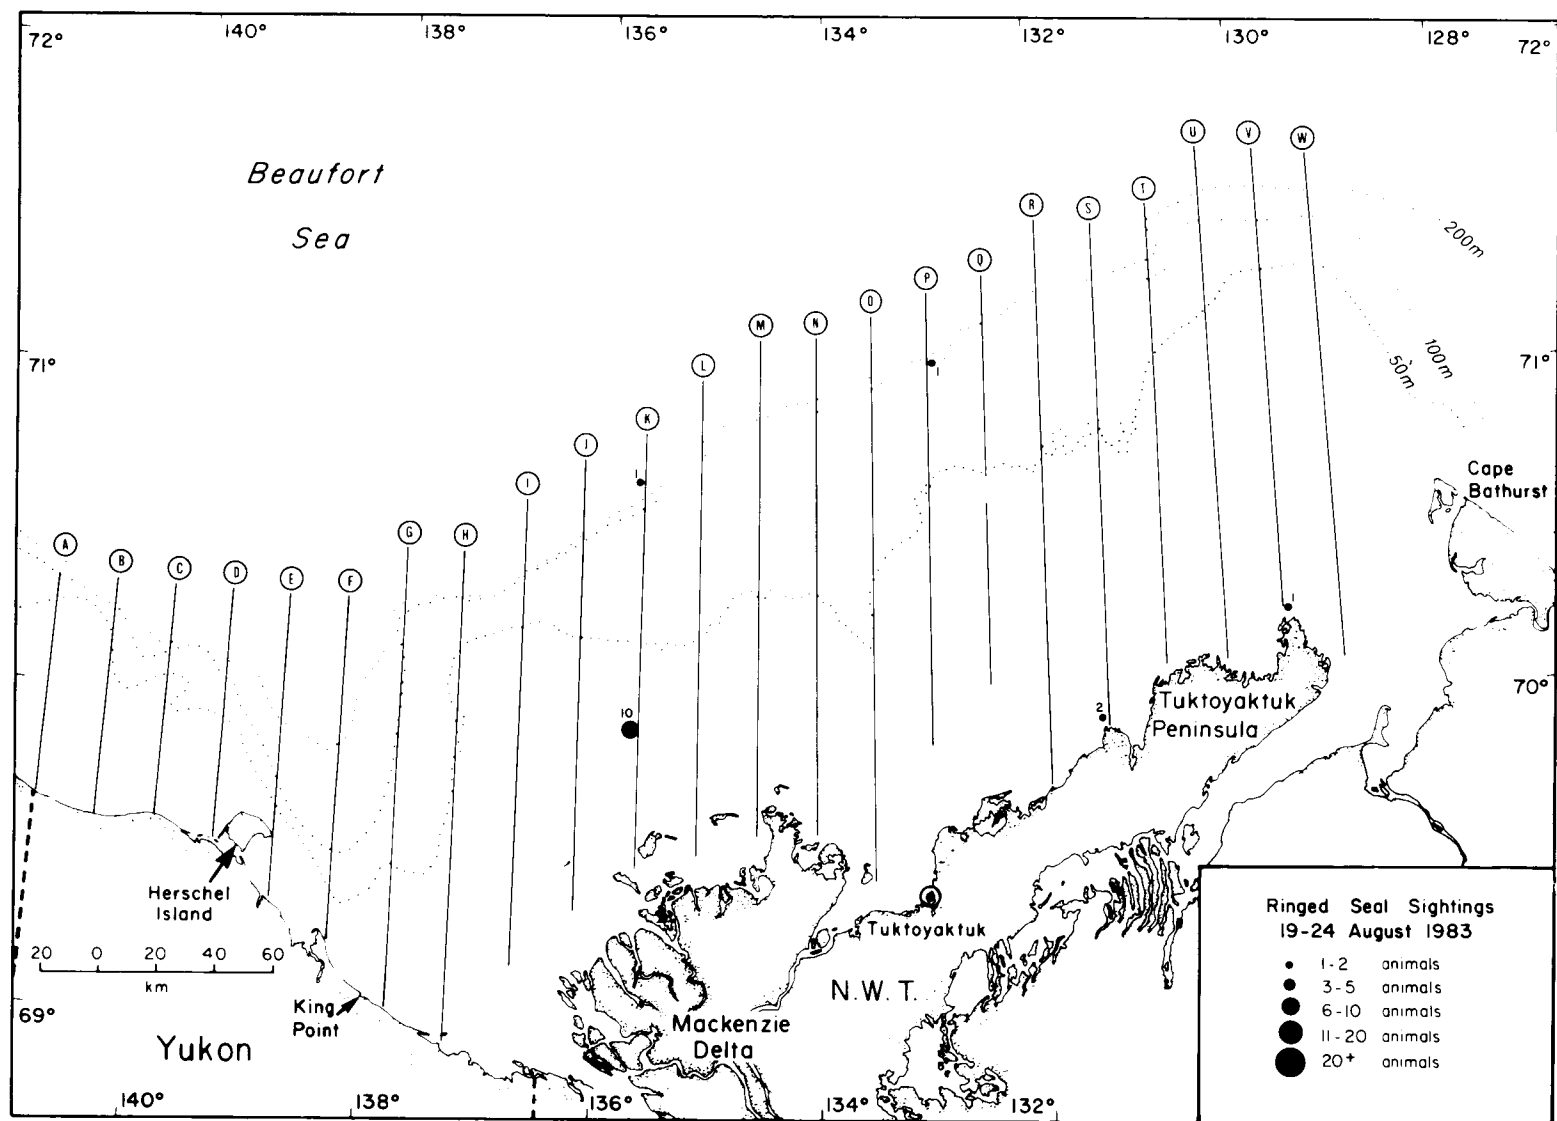 140°
138°
136°
134°
132°
130°
128°
72°
72°
Beaufort
Sea
U
V
W
T
R
S
Q
P
O
N
M
L
K
J
I
H
G
F
E
D
C
B
A
200m
100m
50m
71°
71°
1
1
Cape
Bathurst
1
2
10
70°
Tuktoyaktuk
Peninsula
Herschel
Island
Tuktoyaktuk
20 0 20 40 60
km
King
Point
N.W.T.
69°
Mackenzie
Delta
Yukon
140°
138°
136°
134°
132°
Ringed Seal Sightings
19-24 August 1983
1-2 animals
3-5 animals
6-10 animals
11-20 animals
20+ animals